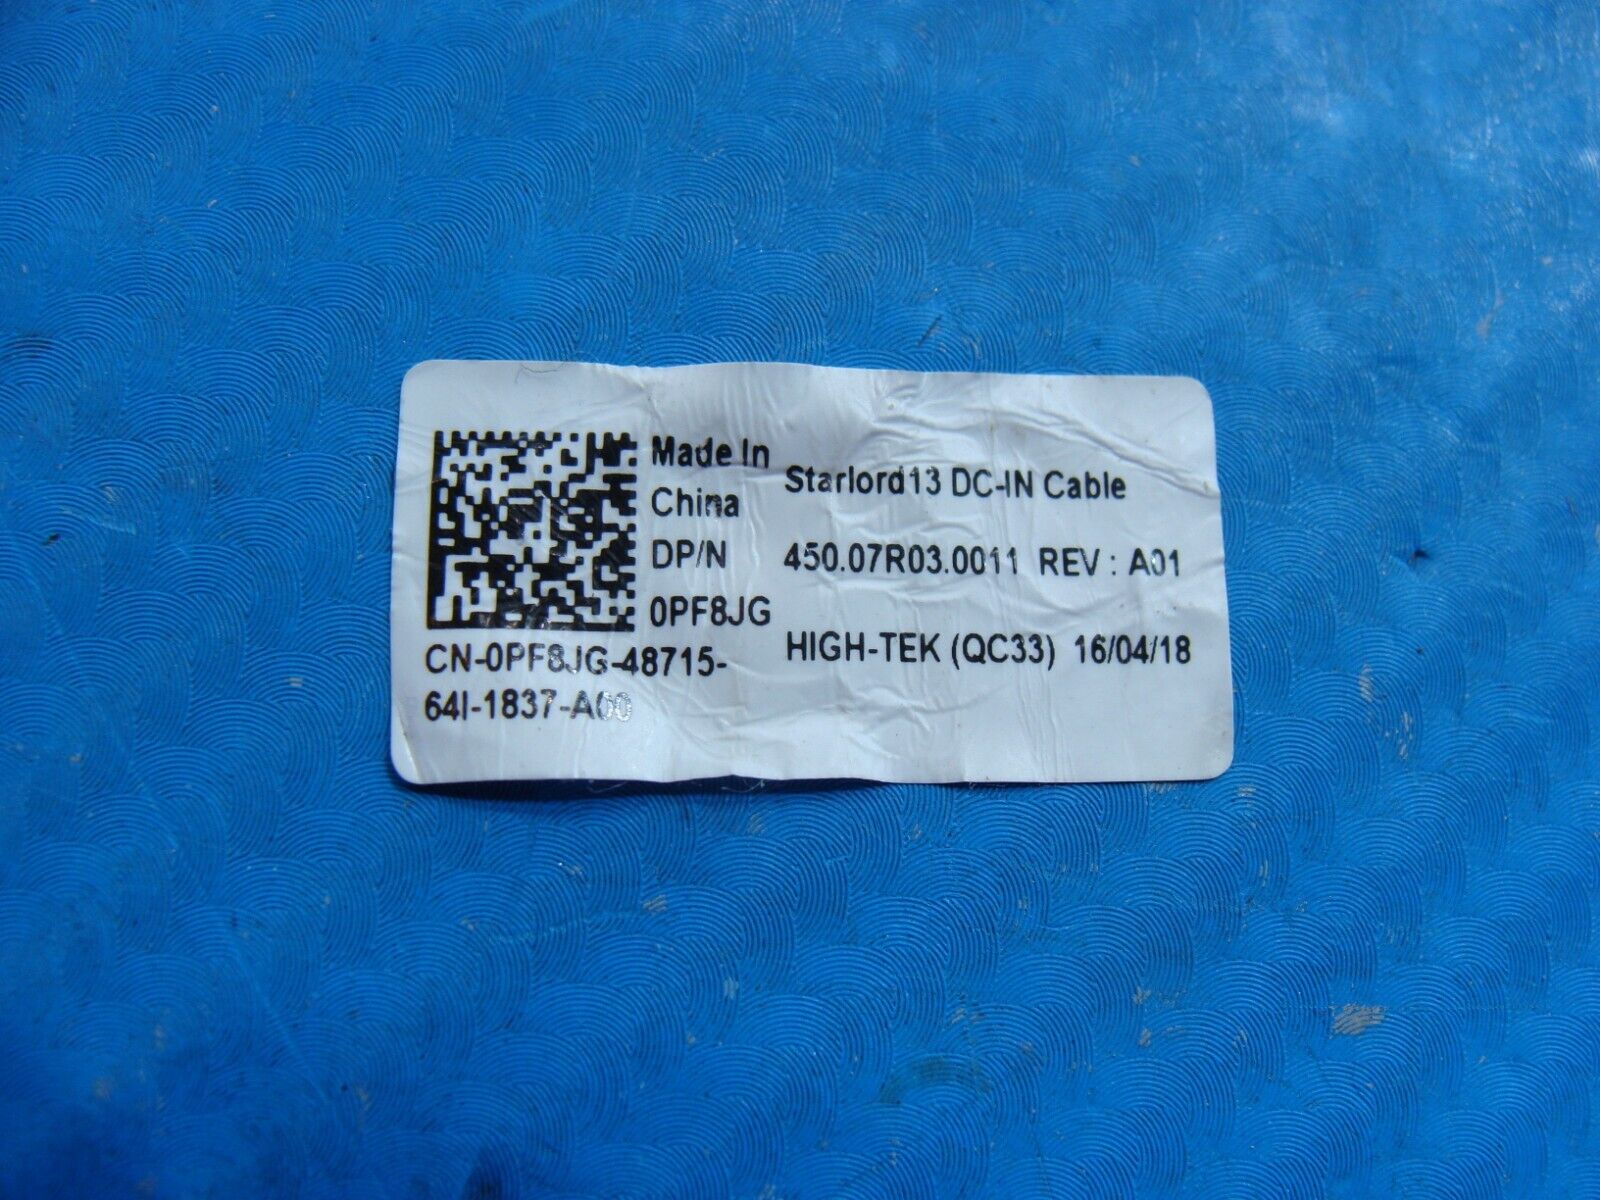 Made In
China
DP/N
0PF8JG
CN-0PF8JG-48715-
64I-1837-A00
Starlord13 DC-IN Cable
450.07R03.0011 REV : A01
HIGH-TEK (QC33) 16/04/18